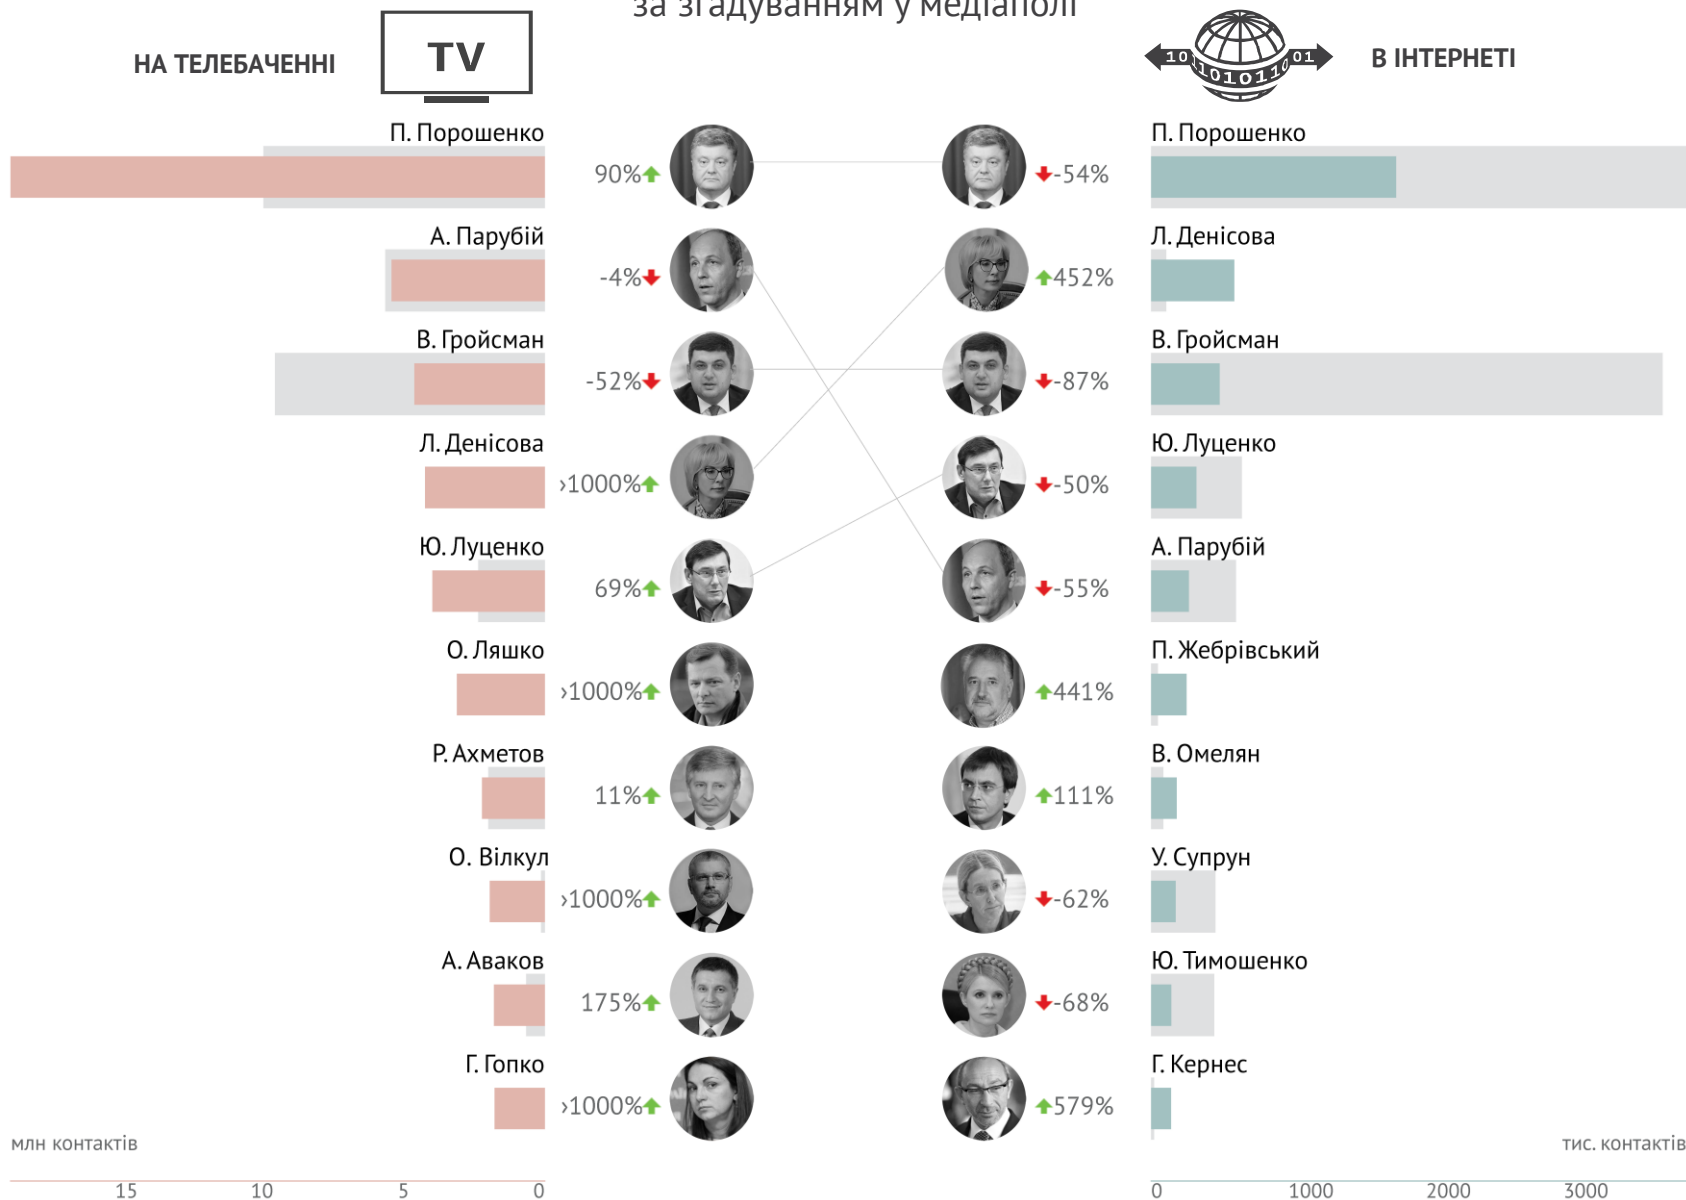 за згадуванням у медіаполі
НА ТЕЛЕБАЧЕННІ
TV
10110101101
01
В ІНТЕРНЕТІ
П. Порошенко
90%
-54%
П. Порошенко
А. Парубій
-4%
452%
Л. Денісова
В. Гройсман
-52%
-87%
В. Гройсман
Л. Денісова
›1000%
-50%
Ю. Луценко
Ю. Луценко
69%
-55%
А. Парубій
О. Ляшко
›1000%
441%
П. Жебрівський
Р. Ахметов
11%
111%
В. Омелян
О. Вілкул
›1000%
-62%
У. Супрун
А. Аваков
175%
-68%
Ю. Тимошенко
Г. Гопко
›1000%
579%
Г. Кернес
млн контактів
тис. контактів
15 10 5 0
0 1000 2000 3000